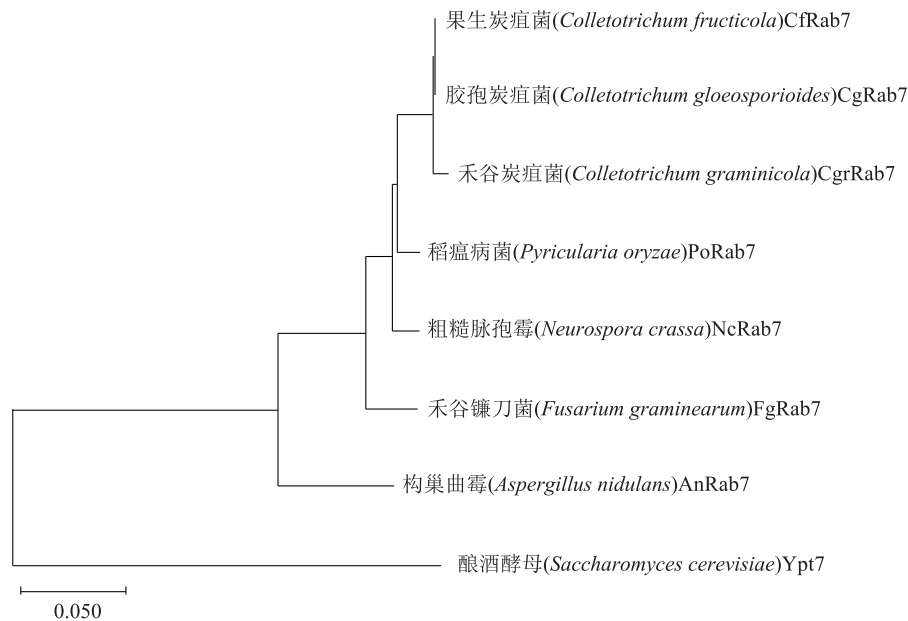 果生炭疽菌(Colletotrichum fructicola)CfRab7
胶孢炭疽菌(Colletotrichum gloeosporioides)CgRab7
禾谷炭疽菌(Colletotrichum graminicola)CgrRab7
稻瘟病菌(Pyricularia oryzae)PoRab7
粗糙脉孢霉(Neurospora crassa)NcRab7
禾谷镰刀菌(Fusarium graminearum)FgRab7
构巢曲霉(Aspergillus nidulans)AnRab7
酿酒酵母(Saccharomyces cerevisiae)Ypt7
0.050